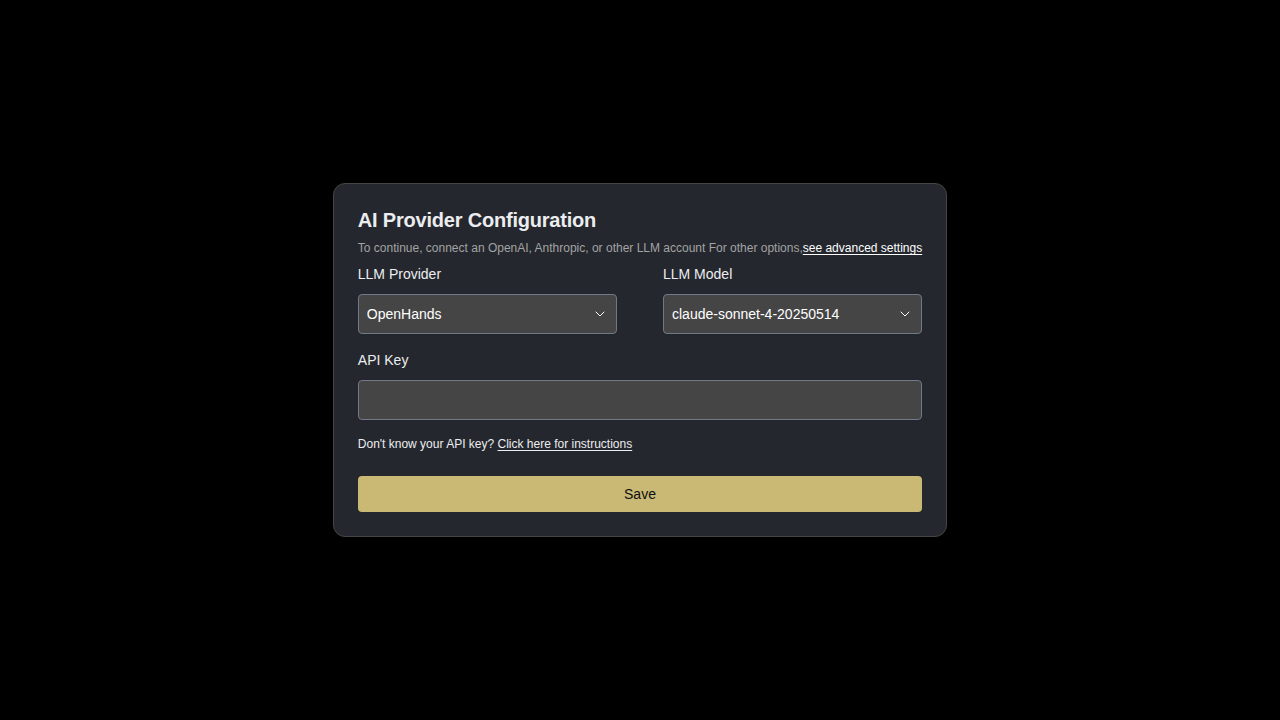 AI Provider Configuration
To continue, connect an OpenAI, Anthropic, or other LLM account For other options,see advanced settings
LLM Provider LLM Model
OpenHands claude-sonnet-4-20250514
API Key
Don't know your API key? Click here for instructions
Save